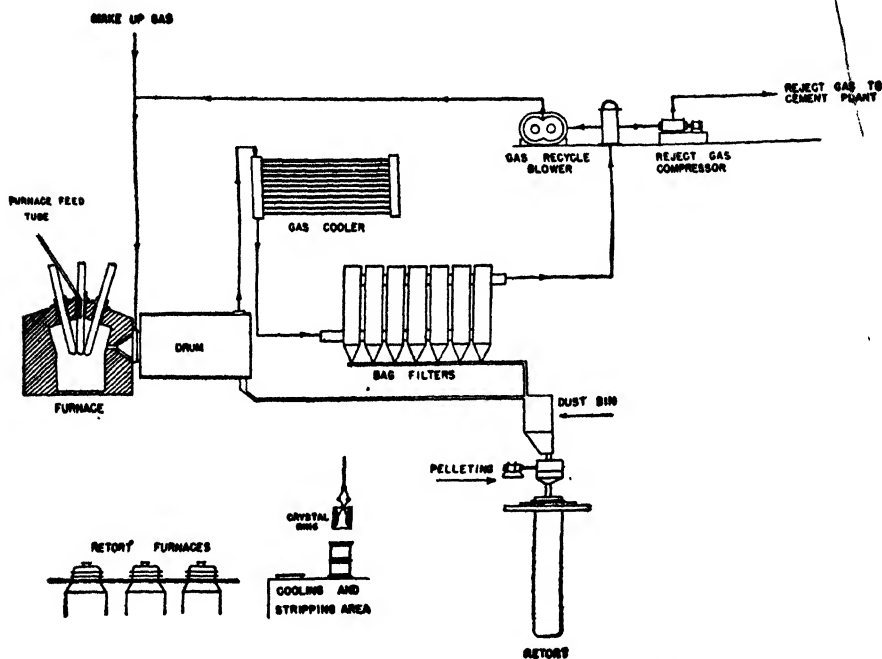 MAKE UP GAS
REJECT GAS TO
CEMENT PLANT
GAS RECYCLE
BLOWER
REJECT GAS
COMPRESSOR
FURNACE FEED
TUBE
GAS COOLER
DRUM
BAG FILTERS
FURNACE
DUST BIN
PELLETING
CRYSTAL
RING
RETORT FURNACES
COOLING AND
STRIPPING AREA
RETORT